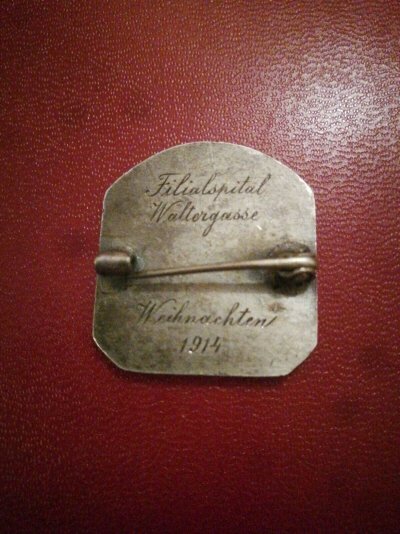 Filialspital
Waltergasse
Weihnachten
1914